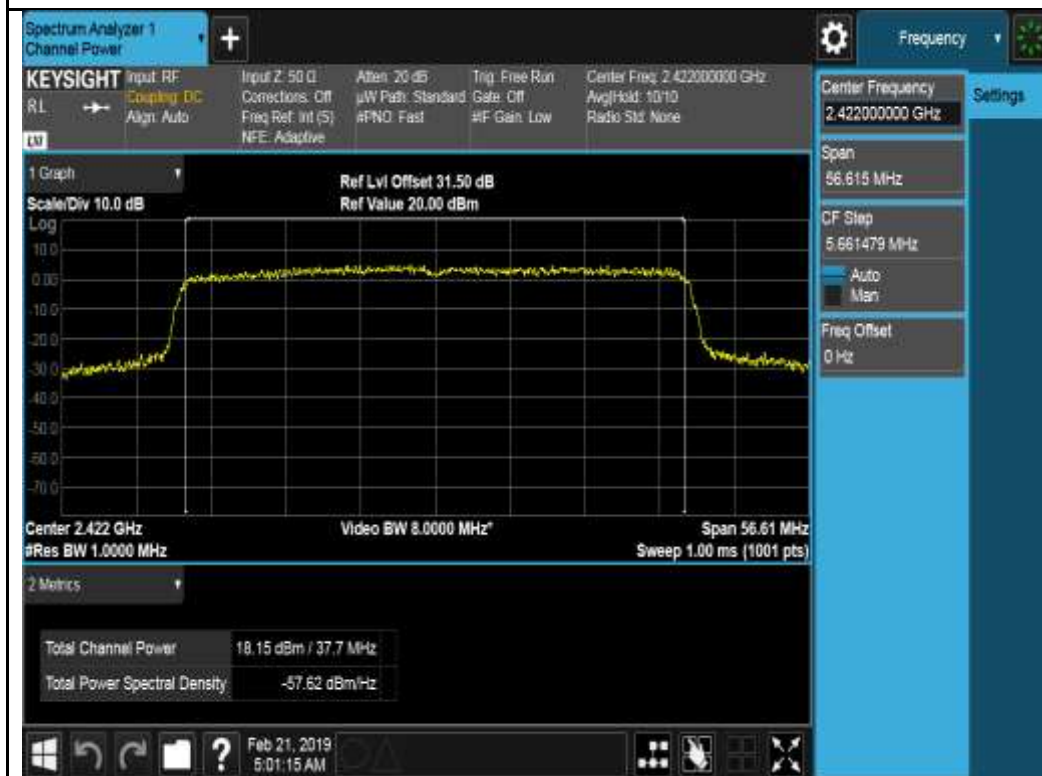 Spectrum Analyzer 1
Channel Power
+
Frequency
KEYSIGHT
RL
Input: RF
Coupling: DC
Align: Auto
Input Z: 50 Ω
Corrections: Off
Freq Ref: Int (S)
NFE: Adaptive
Atten: 20 dB
µW Path: Standard
#PNO: Fast
Trig: Free Run
Gate: Off
#IF Gain: Low
Center Freq: 2.422000000 GHz
Avg|Hold: 10/10
Radio Std: None
Center Frequency
2.422000000 GHz
Settings
Span
56.615 MHz
CF Step
5.661479 MHz
Auto
Man
Freq Offset
0 Hz
1 Graph
Scale/Div 10.0 dB
Ref Lvl Offset 31.50 dB
Ref Value 20.00 dBm
Log
10.0
0.00
-10.0
-20.0
-30.0
-40.0
-50.0
-60.0
-70.0
Center 2.422 GHz
#Res BW 1.0000 MHz
Video BW 8.0000 MHz*
Span 56.61 MHz
Sweep 1.00 ms (1001 pts)
2 Metrics
Total Channel Power 18.15 dBm / 37.7 MHz
Total Power Spectral Density -57.62 dBm/Hz
?
Feb 21, 2019
5:01:15 AM